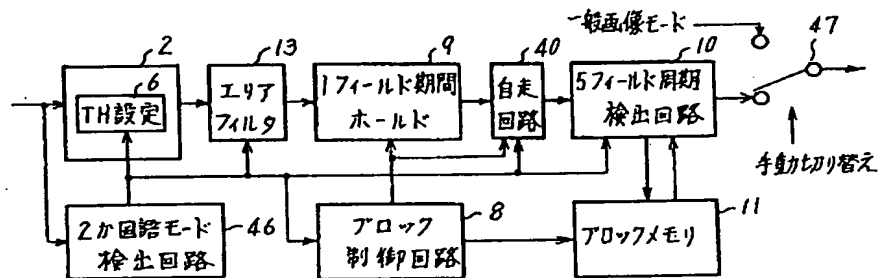 一般画像モード
47
2
13
9
40
10
6
TH設定
エリア
フィルタ
1フィールド期間
ホールド
自走
回路
5フィールド周期
検出回路
手動切り替え
2か国語モード
検出回路
46
ブロック
制御回路
8
ブロックメモリ
11